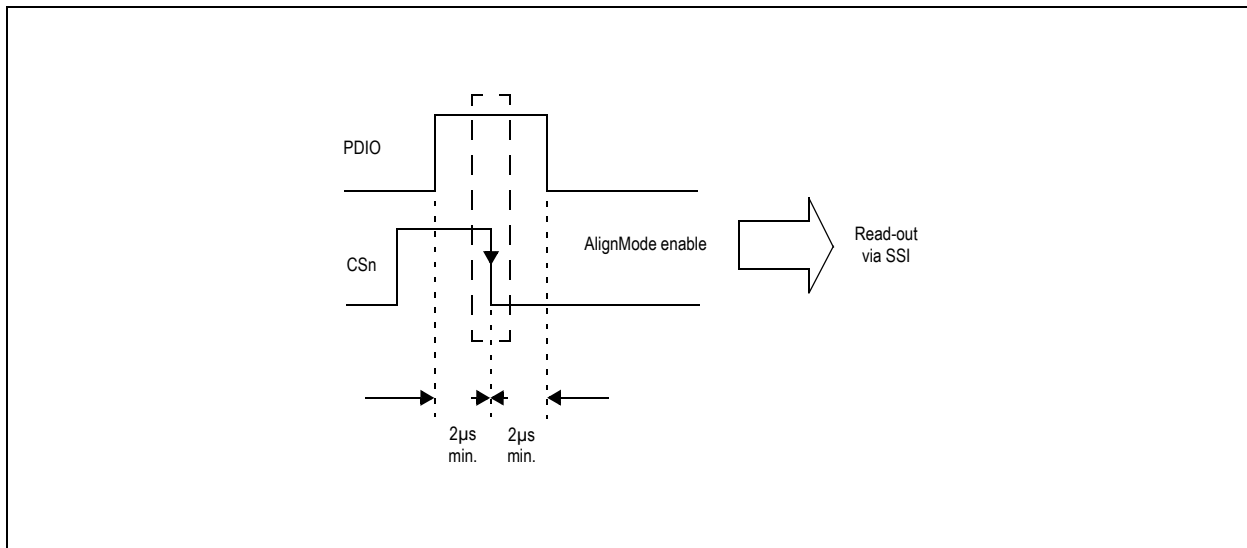 PDIO
CSn
AlignMode enable
Read-out
via SSI
2µs
min.
2µs
min.